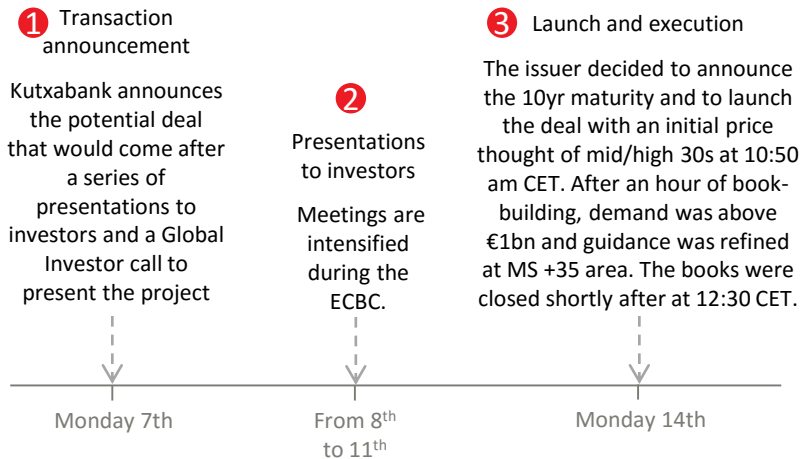 1 Transaction
announcement
Kutxabank announces
the potential deal
that would come after
a series of
presentations to
investors and a Global
Investor call to
present the project
2
Presentations
to investors
Meetings are
intensified
during the
ECBC.
3 Launch and execution
The issuer decided to announce
the 10yr maturity and to launch
the deal with an initial price
thought of mid/high 30s at 10:50
am CET. After an hour of book-
building, demand was above
€1bn and guidance was refined
at MS +35 area. The books were
closed shortly after at 12:30 CET.
Monday 7th
From 8th
to 11th
Monday 14th